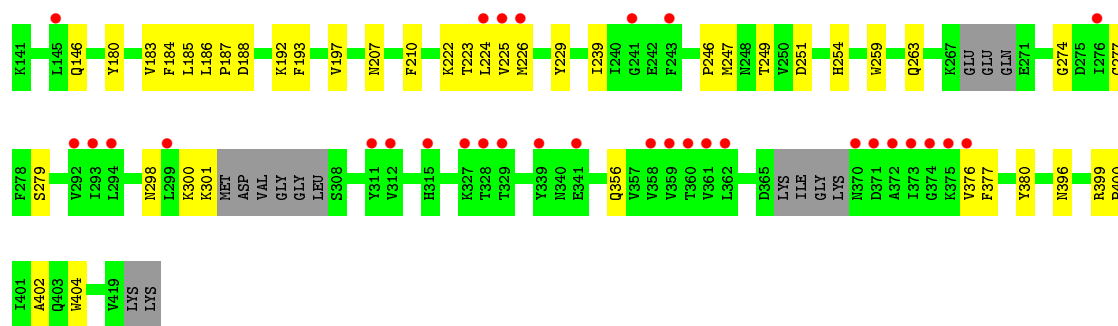 K141 L145 Q146 Y180 V183 F184 L185 L186 P187 D188 K192 F193 V197 N207 F210 K222 T223 L224 V225 M226 Y229 I239 I240 G241 E242 F243 P246 M247 N248 T249 V250 D251 H254 W259 Q263 K267 GLU GLU GLN E271 G274 D275 I276
F278 S279 V292 I293 L294 N298 L299 K300 K301 MET ASP VAL GLY GLY LEU S308 Y311 V312 H315 K327 T328 T329 Y339 N340 E341 Q356 V357 V358 V359 T360 V361 L362 D365 LYS ILE GLY LYS N370 D371 A372 I373 G374 K375 V376 F377 Y380 N396 R399
I401 A402 Q403 W404 V419 LYS LYS